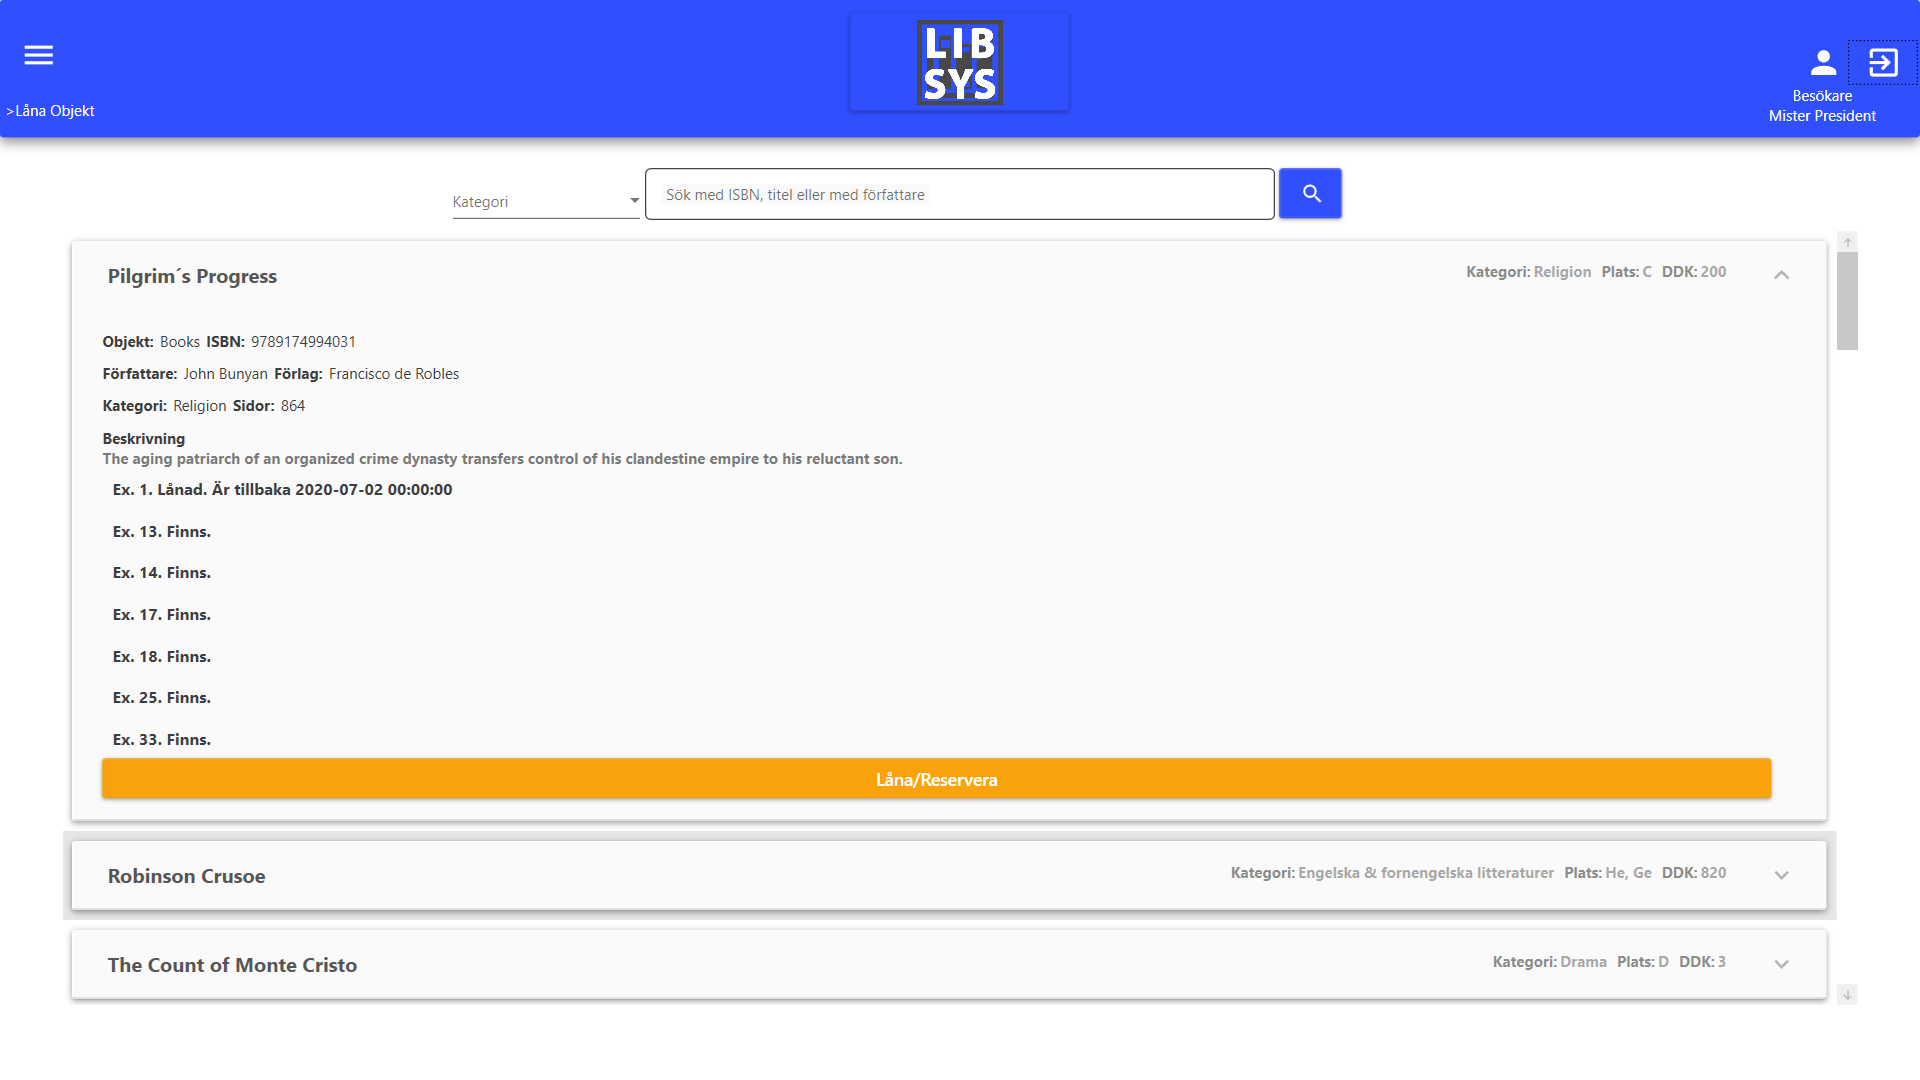 LIB
SYS
>Låna Objekt
Besökare
Mister President
Kategori
Sök med ISBN, titel eller med författare
Pilgrim´s Progress
Kategori: Religion Plats: C DDK: 200
Objekt: Books ISBN: 9789174994031
Författare: John Bunyan Förlag: Francisco de Robles
Kategori: Religion Sidor: 864
Beskrivning
The aging patriarch of an organized crime dynasty transfers control of his clandestine empire to his reluctant son.
Ex. 1. Lånad. Är tillbaka 2020-07-02 00:00:00
Ex. 13. Finns.
Ex. 14. Finns.
Ex. 17. Finns.
Ex. 18. Finns.
Ex. 25. Finns.
Ex. 33. Finns.
Låna/Reservera
Robinson Crusoe
Kategori: Engelska & fornengelska litteraturer Plats: He, Ge DDK: 820
The Count of Monte Cristo
Kategori: Drama Plats: D DDK: 3